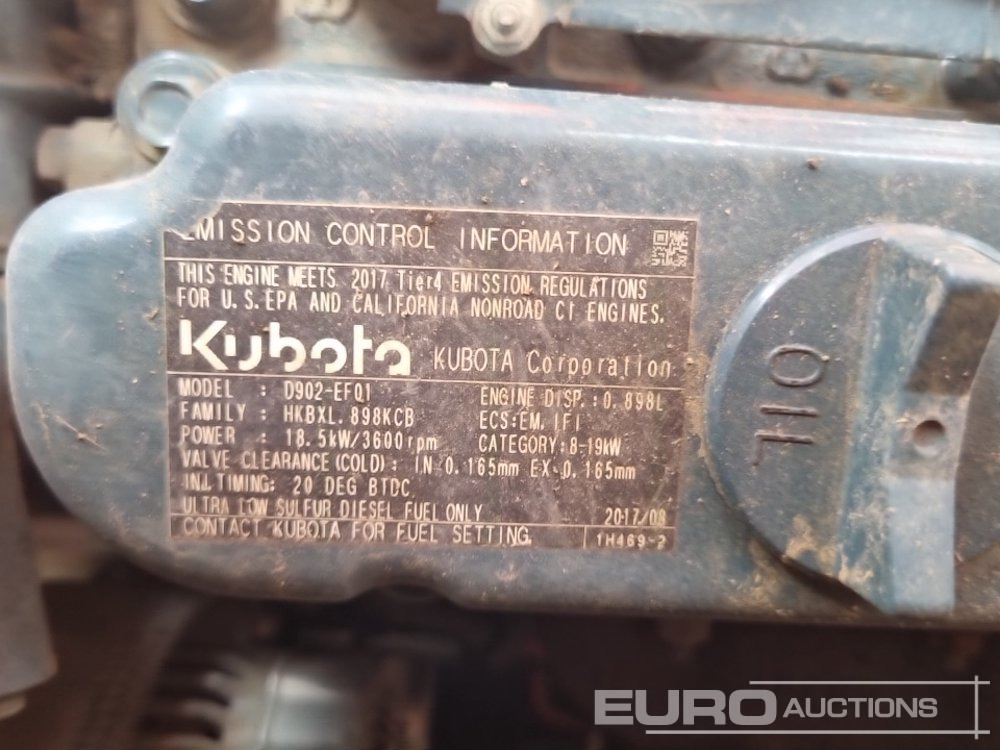 EMISSION CONTROL INFORMATION
THIS ENGINE MEETS 2017 Tier4 EMISSION REGULATIONS
FOR U.S.EPA AND CALIFORNIA NONROAD CI ENGINES.
Kubota KUBOTA Corporation
MODEL : D902-EF01 ENGINE DISP.:0.898L
FAMILY : HKBXL.898KCB ECS:EM,IFI
POWER : 18.5kW/3600rpm CATEGORY:8-19kW
VALVE CLEARANCE(COLD): IN 0.165mm EX 0.165mm
INJ.TIMING: 20 DEG BTDC
ULTRA LOW SULFUR DIESEL FUEL ONLY 2017/08
CONTACT KUBOTA FOR FUEL SETTING. 1H469-2
OIL
EURO AUCTIONS